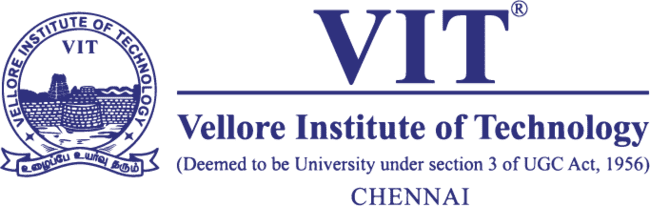 VELLORE INSTITUTE OF TECHNOLOGY
VIT
உழைப்பே உயர்வு தரும்
VIT®
Vellore Institute of Technology
(Deemed to be University under section 3 of UGC Act, 1956)
CHENNAI